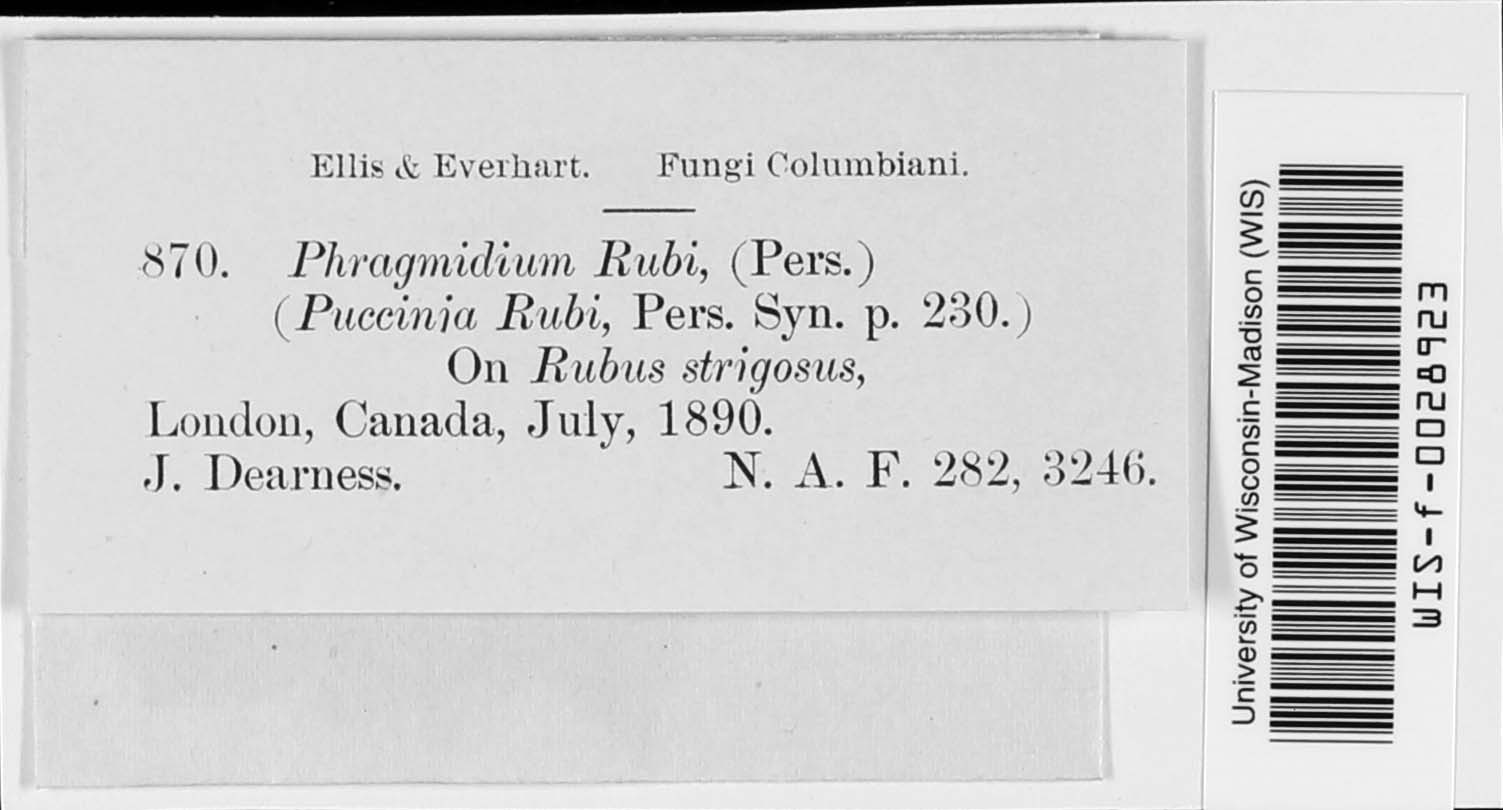 Ellis & Everhart. Fungi Columbiani.
870. Phragmidium Rubi, (Pers.)
(Puccinia Rubi, Pers. Syn. p. 230.)
On Rubus strigosus,
London, Canada, July, 1890.
J. Dearness. N. A. F. 282, 3246.
University of Wisconsin-Madison (WIS)
WIS-f-0028923